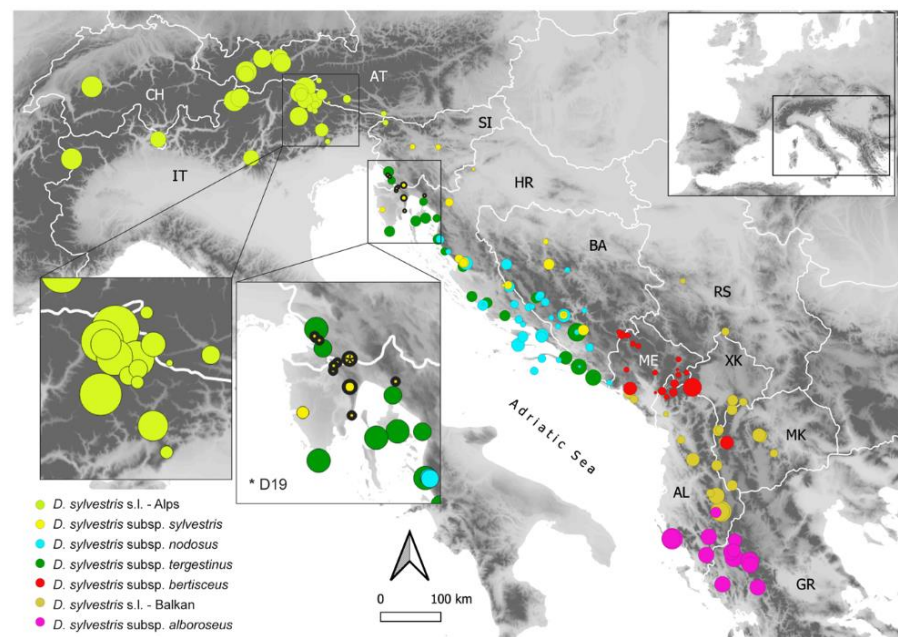 CH
AT
IT
SI
HR
BA
RS
ME
XK
MK
AL
GR
Adriatic Sea
* D19
D. sylvestris s.l. - Alps
D. sylvestris subsp. sylvestris
D. sylvestris subsp. nodosus
D. sylvestris subsp. tergestinus
D. sylvestris subsp. bertisceus
D. sylvestris s.l. - Balkan
D. sylvestris subsp. alboroseus
0 100 km